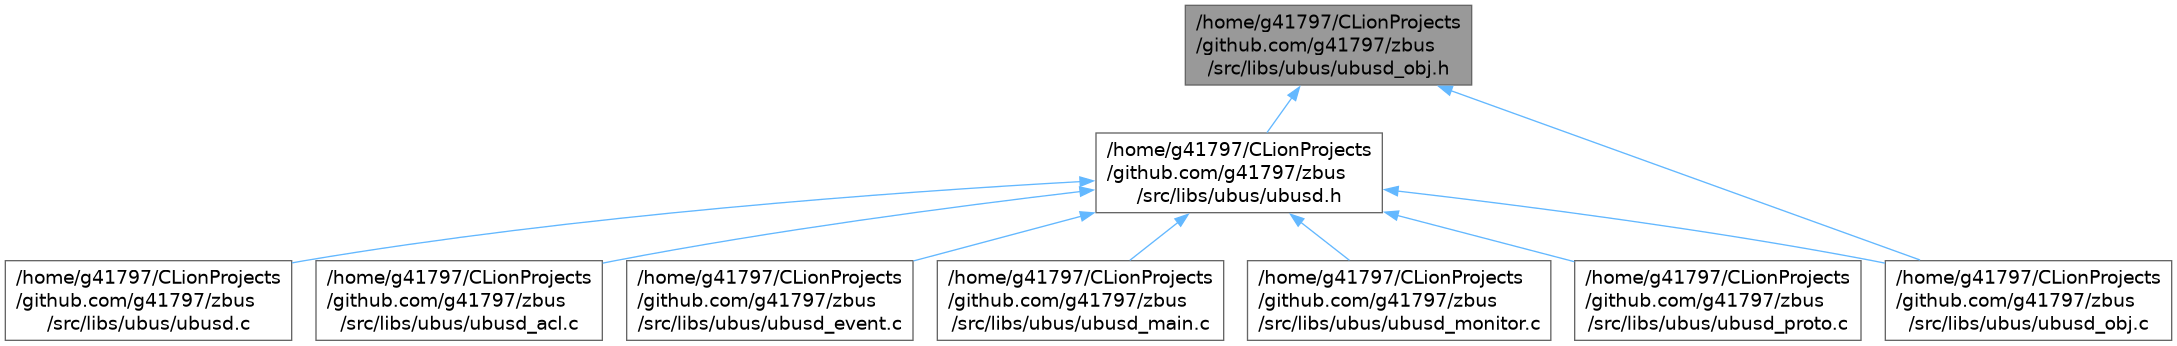 /home/g41797/CLionProjects
/github.com/g41797/zbus
/src/libs/ubus/ubusd_obj.h
/home/g41797/CLionProjects
/github.com/g41797/zbus
/src/libs/ubus/ubusd.h
/home/g41797/CLionProjects
/github.com/g41797/zbus
/src/libs/ubus/ubusd.c
/home/g41797/CLionProjects
/github.com/g41797/zbus
/src/libs/ubus/ubusd_acl.c
/home/g41797/CLionProjects
/github.com/g41797/zbus
/src/libs/ubus/ubusd_event.c
/home/g41797/CLionProjects
/github.com/g41797/zbus
/src/libs/ubus/ubusd_main.c
/home/g41797/CLionProjects
/github.com/g41797/zbus
/src/libs/ubus/ubusd_monitor.c
/home/g41797/CLionProjects
/github.com/g41797/zbus
/src/libs/ubus/ubusd_proto.c
/home/g41797/CLionProjects
/github.com/g41797/zbus
/src/libs/ubus/ubusd_obj.c